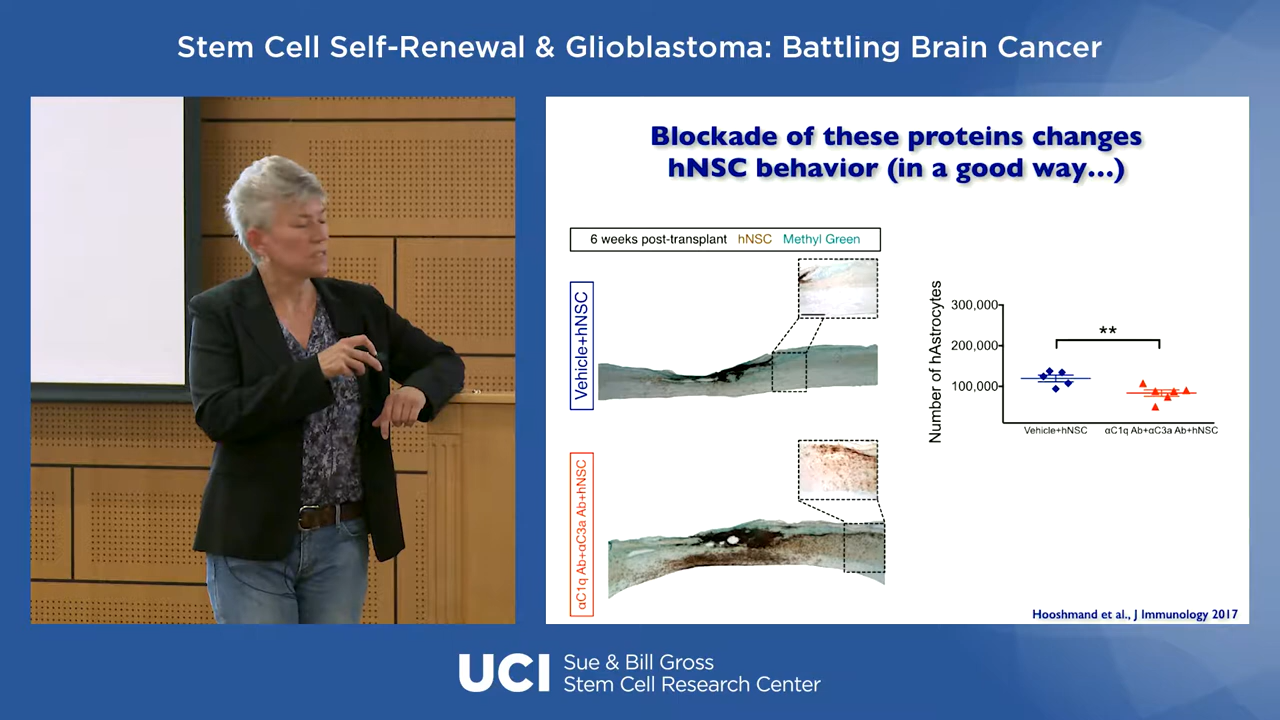 Stem Cell Self-Renewal & Glioblastoma: Battling Brain Cancer
Blockade of these proteins changes
hNSC behavior (in a good way...)
6 weeks post-transplant hNSC Methyl Green
Vehicle+hNSC
αC1q Ab+αC3a Ab+hNSC
Number of hAstrocytes
300,000
200,000
100,000
**
Vehicle+hNSC
αC1q Ab+αC3a Ab+hNSC
Hooshmand et al., J Immunology 2017
UCI
Sue & Bill Gross
Stem Cell Research Center